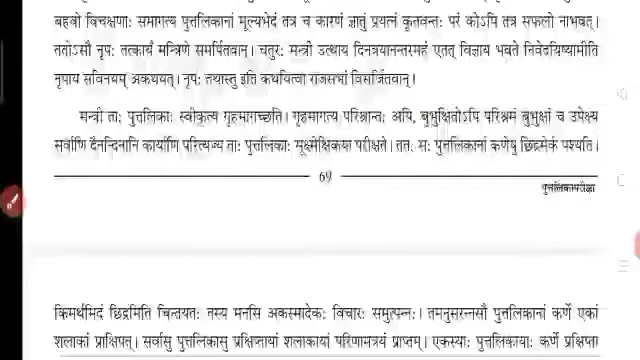 बहवो विचक्षणाः समागत्य पुत्तलिकानां मूल्यभेदं तत्र च कारणं ज्ञातुं प्रयत्नं कृतवन्तः परं कोऽपि तत्र सफलो नाभवत्।
ततोऽसौ नृपः तत्कार्यं मन्त्रिणे समर्पितवान्। चतुरः मन्त्री उत्थाय दिनत्रयानन्तरमहं एतत् विज्ञाय भवते निवेदयिष्यामीति
नृपाय सविनयम् अकथयत्। नृपः तथास्तु इति कथयित्वा राजसभां विसर्जितवान्।
मन्त्री ताः पुत्तलिकाः स्वीकृत्य गृहमागच्छति। गृहमागत्य परिश्रान्तः अपि, बुभुक्षितोऽपि परिश्रमं बुभुक्षां च उपेक्ष्य
सर्वाणि दैनन्दिनानि कार्याणि परित्यज्य ताः पुत्तलिकाः सूक्ष्मेक्षिकया परीक्षते। ततः सः पुत्तलिकानां कर्णेषु छिद्रमेकं पश्यति।
69
पुत्तलिकापरीक्षा
किमर्थमिदं छिद्रमिति चिन्तयतः तस्य मनसि अकस्मादेकः विचारः समुत्पन्नः। तमनुसरन्नसौ पुत्तलिकानां कर्णे एकां
शलाकां प्राक्षिपत्। सर्वासु पुत्तलिकासु प्रक्षिप्तायां शलाकायां परिणामत्रयं प्राप्तम्। एकस्याः पुत्तलिकायाः कर्णे प्रक्षिप्ता